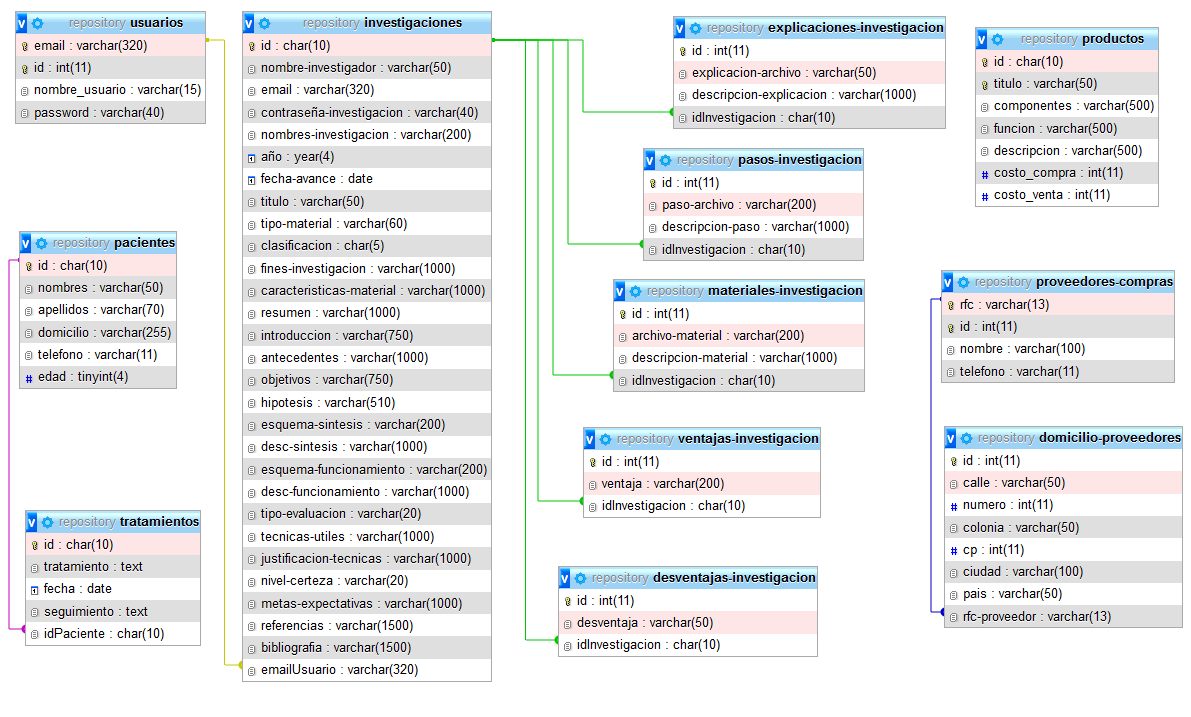 repository usuarios
email : varchar(320)
id : int(11)
nombre_usuario : varchar(15)
password : varchar(40)
repository pacientes
id : char(10)
nombres : varchar(50)
apellidos : varchar(70)
domicilio : varchar(255)
telefono : varchar(11)
edad : tinyint(4)
repository tratamientos
id : char(10)
tratamiento : text
fecha : date
seguimiento : text
idPaciente : char(10)
repository investigaciones
id : char(10)
nombre-investigador : varchar(50)
email : varchar(320)
contraseña-investigacion : varchar(40)
nombres-investigacion : varchar(200)
año : year(4)
fecha-avance : date
titulo : varchar(50)
tipo-material : varchar(60)
clasificacion : char(5)
fines-investigacion : varchar(1000)
caracteristicas-material : varchar(1000)
resumen : varchar(1000)
introduccion : varchar(750)
antecedentes : varchar(1000)
objetivos : varchar(750)
hipotesis : varchar(510)
esquema-sintesis : varchar(200)
desc-sintesis : varchar(1000)
esquema-funcionamiento : varchar(200)
desc-funcionamiento : varchar(1000)
tipo-evaluacion : varchar(20)
tecnicas-utiles : varchar(1000)
justificacion-tecnicas : varchar(1000)
nivel-certeza : varchar(20)
metas-expectativas : varchar(1000)
referencias : varchar(1500)
bibliografia : varchar(1500)
emailUsuario : varchar(320)
repository explicaciones-investigacion
id : int(11)
explicacion-archivo : varchar(50)
descripcion-explicacion : varchar(1000)
idInvestigacion : char(10)
repository pasos-investigacion
id : int(11)
paso-archivo : varchar(200)
descripcion-paso : varchar(1000)
idInvestigacion : char(10)
repository materiales-investigacion
id : int(11)
archivo-material : varchar(200)
descripcion-material : varchar(1000)
idInvestigacion : char(10)
repository ventajas-investigacion
id : int(11)
ventaja : varchar(200)
idInvestigacion : char(10)
repository desventajas-investigacion
id : int(11)
desventaja : varchar(50)
idInvestigacion : char(10)
repository productos
id : char(10)
titulo : varchar(50)
componentes : varchar(500)
funcion : varchar(500)
descripcion : varchar(500)
costo_compra : int(11)
costo_venta : int(11)
repository proveedores-compras
rfc : varchar(13)
id : int(11)
nombre : varchar(100)
telefono : varchar(11)
repository domicilio-proveedores
id : int(11)
calle : varchar(50)
numero : int(11)
colonia : varchar(50)
cp : int(11)
ciudad : varchar(100)
pais : varchar(50)
rfc-proveedor : varchar(13)